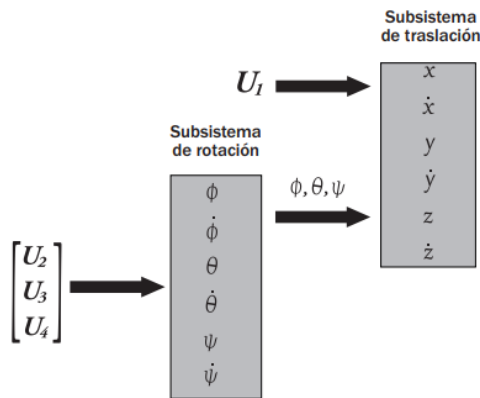 Subsistema
de traslación
U₁
x
ẋ
y
ẏ
z
ż
Subsistema
de rotación
ϕ, θ, ψ
ϕ
ϕ̇
θ
θ̇
ψ
ψ̇
U₂
U₃
U₄